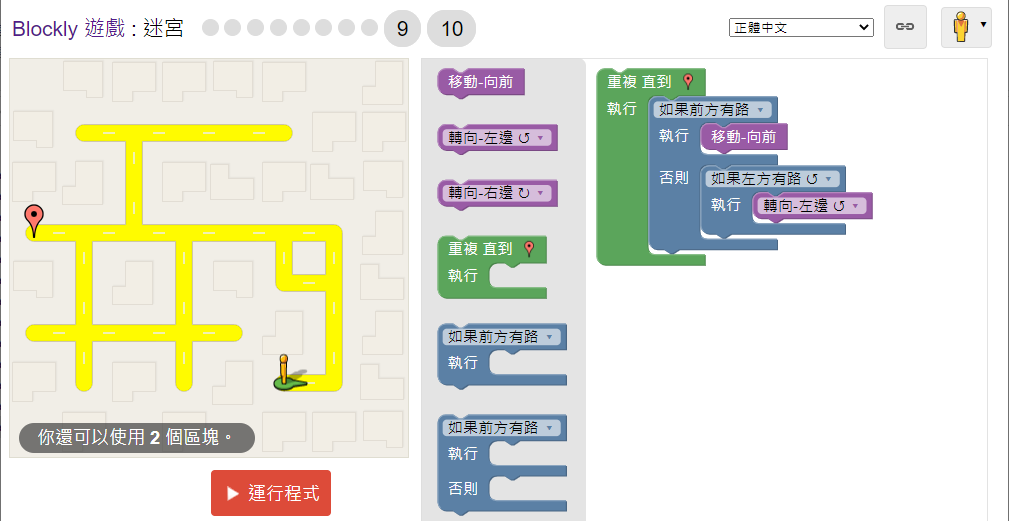 Blockly 遊戲 : 迷宮
9
10
正體中文
移動-向前
轉向-左邊 ↺ ▾
轉向-右邊 ↻ ▾
重複 直到
執行
如果前方有路 ▾
執行
如果前方有路 ▾
執行
否則
重複 直到
執行
如果前方有路 ▾
執行
移動-向前
否則
如果左方有路 ↺ ▾
執行
轉向-左邊 ↺ ▾
你還可以使用 2 個區塊。
運行程式